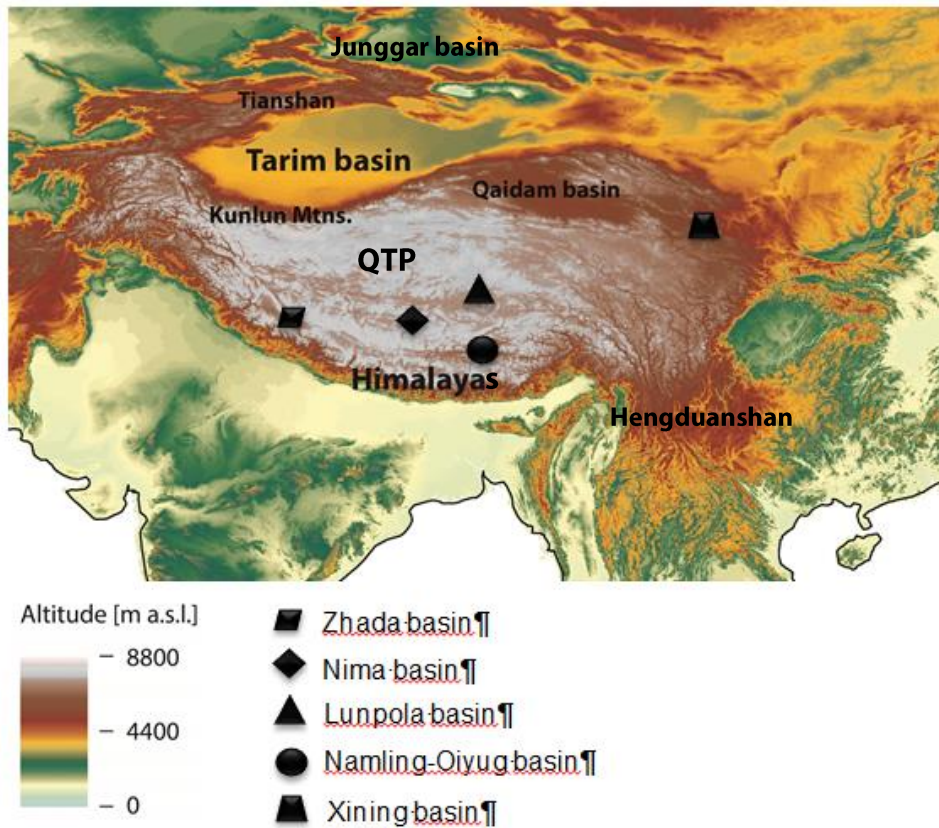 Junggar basin
Tianshan
Tarim basin
Qaidam basin
Kunlun Mtns.
QTP
Himalayas
Hengduanshan
Altitude [m a.s.l.]
8800
4400
0
Zhada·basin¶
Nima·basin¶
Lunpola·basin¶
Namling-Oiyug·basin¶
Xining·basin¶